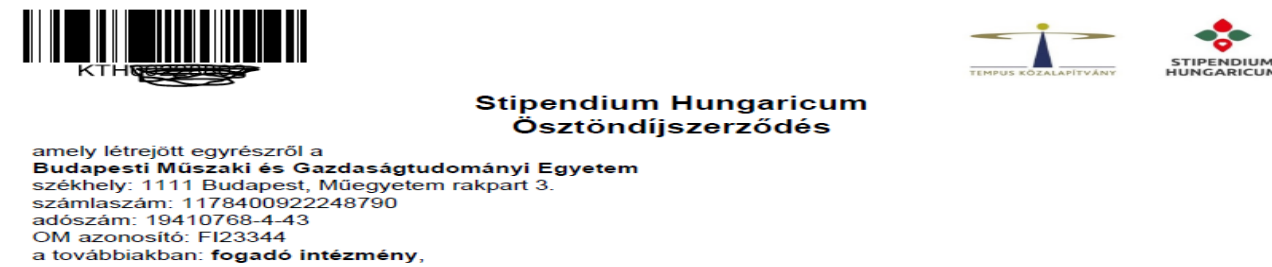 KTH
TEMPUS KÖZALAPÍTVÁNY
STIPENDIUM
HUNGARICUM
Stipendium Hungaricum
Ösztöndíjszerződés
amely létrejött egyrészről a
Budapesti Műszaki és Gazdaságtudományi Egyetem
székhely: 1111 Budapest, Műegyetem rakpart 3.
számlaszám: 1178400922248790
adószám: 19410768-4-43
OM azonosító: FI23344
a továbbiakban: fogadó intézmény,